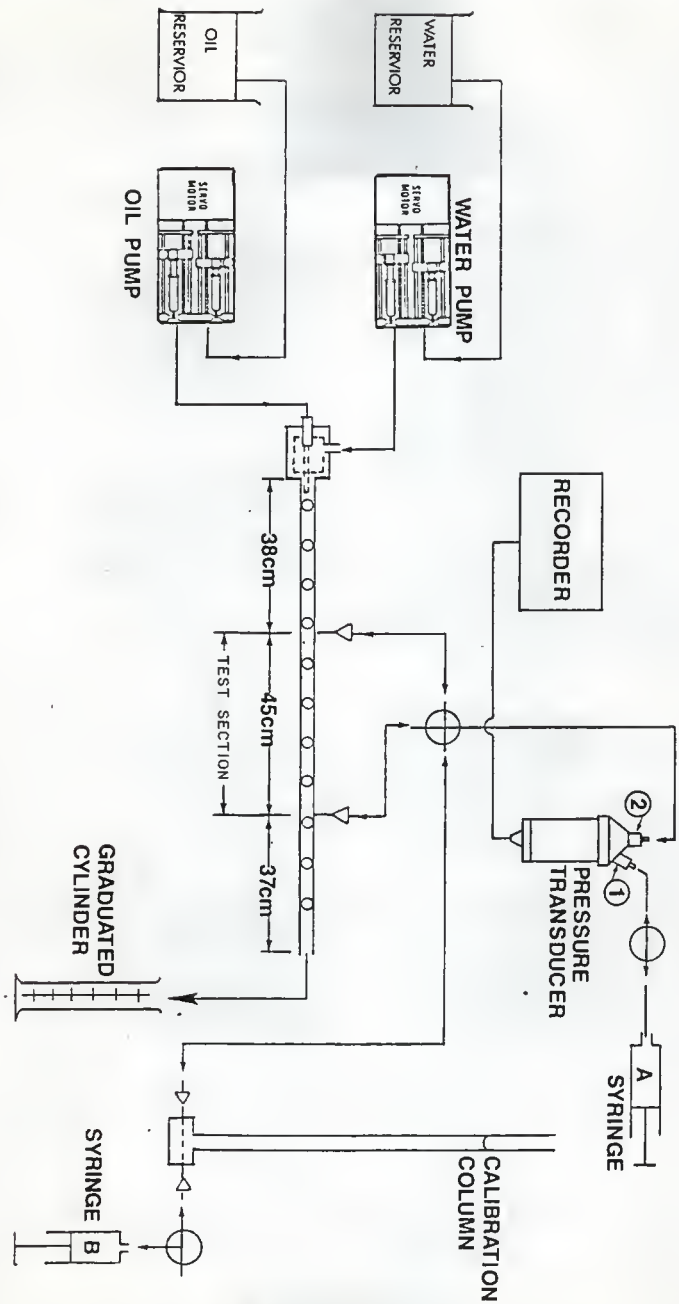 WATER
RESERVIOR
OIL
RESERVIOR
SERVO
MOTOR
WATER PUMP
SERVO
MOTOR
OIL PUMP
RECORDER
2
1
PRESSURE
TRANSDUCER
A
SYRINGE
38cm
45cm
37cm
TEST SECTION
GRADUATED
CYLINDER
CALIBRATION
COLUMN
SYRINGE
B